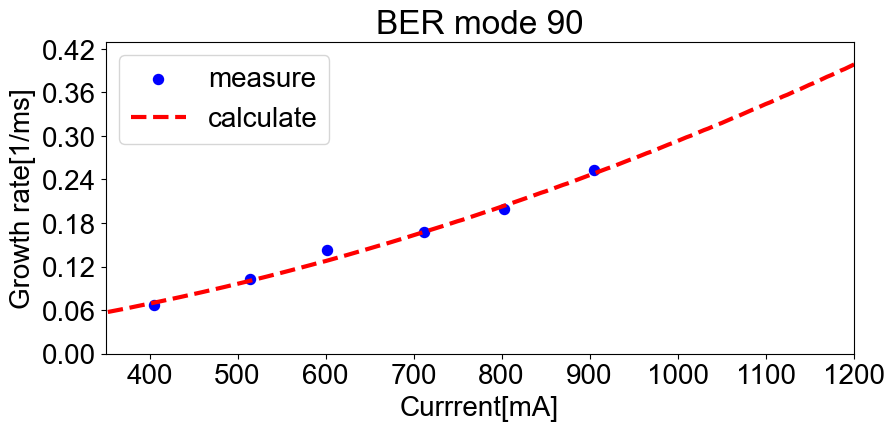 BER mode 90
measure
calculate
Growth rate[1/ms]
0.42
0.36
0.30
0.24
0.18
0.12
0.06
0.00
400 500 600 700 800 900 1000 1100 1200
Currrent[mA]